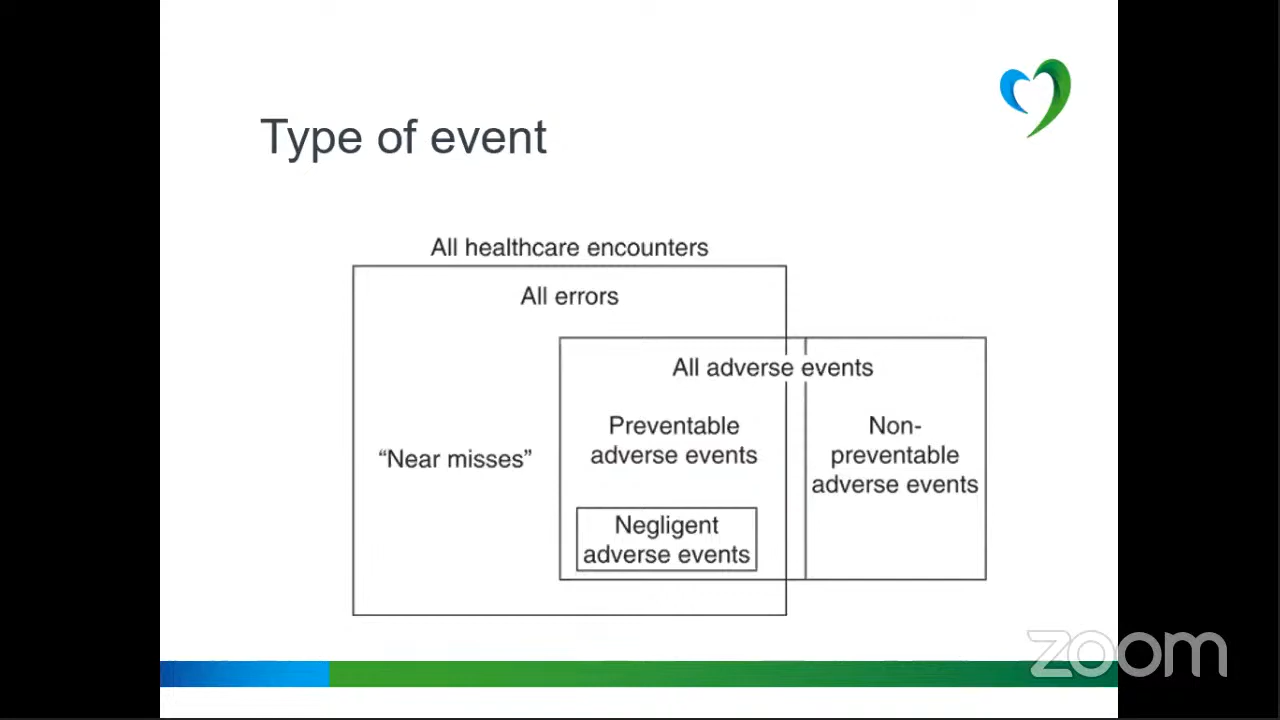 Type of event
All healthcare encounters
All errors
All adverse events
Preventable
adverse events
Non-
preventable
adverse events
“Near misses”
Negligent
adverse events
zoom